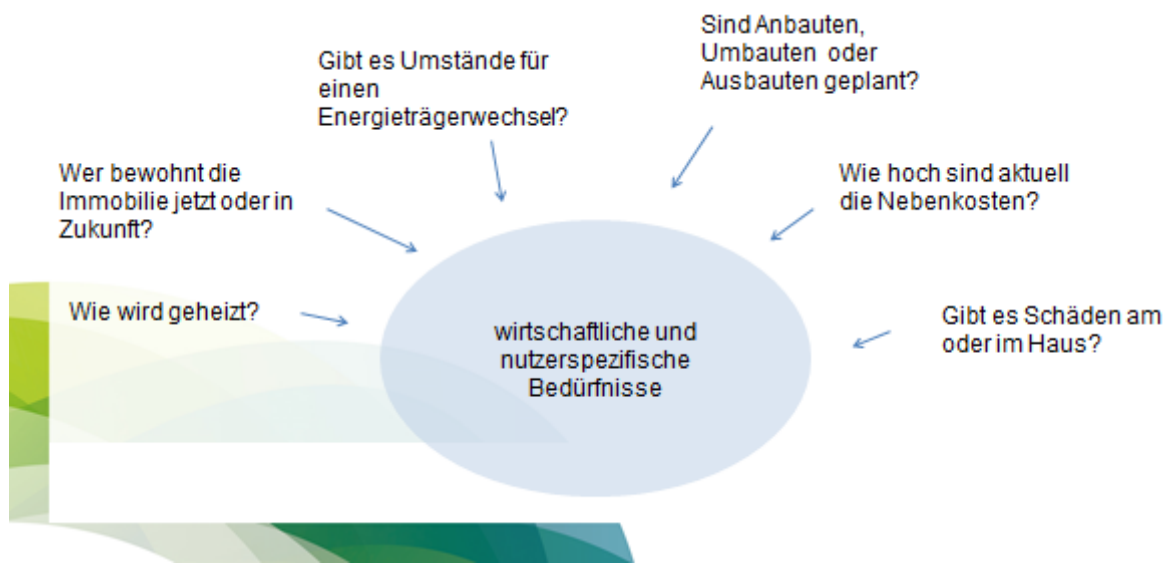 Sind Anbauten,
Umbauten oder
Ausbauten geplant?
Gibt es Umstände für
einen
Energieträgerwechsel?
Wer bewohnt die
Immobilie jetzt oder in
Zukunft?
Wie hoch sind aktuell
die Nebenkosten?
Wie wird geheizt?
Gibt es Schäden am
oder im Haus?
wirtschaftliche und
nutzerspezifische
Bedürfnisse